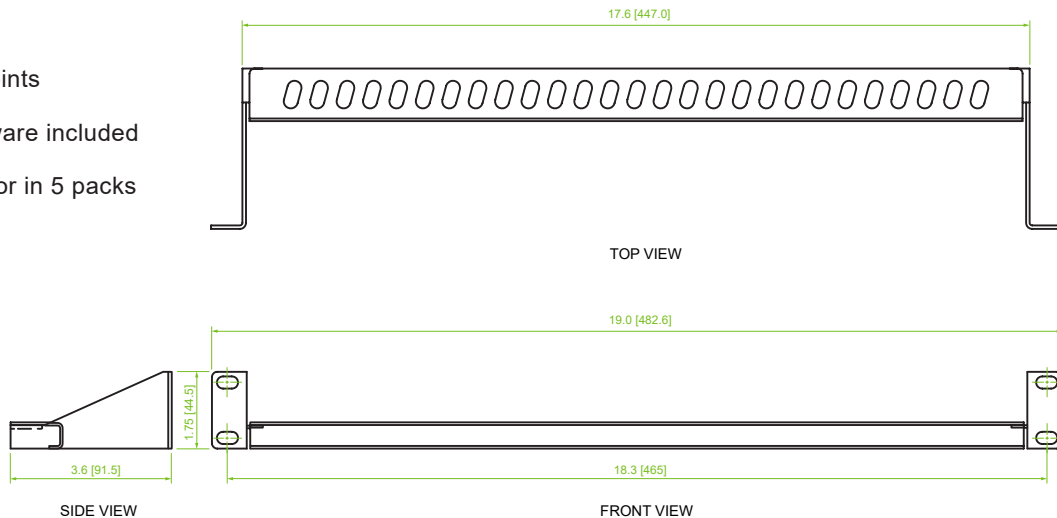 17.6 [447.0]
ints
are included
or in 5 packs
TOP VIEW
19.0 [482.6]
1.75 [44.5]
3.6 [91.5]
18.3 [465]
SIDE VIEW
FRONT VIEW